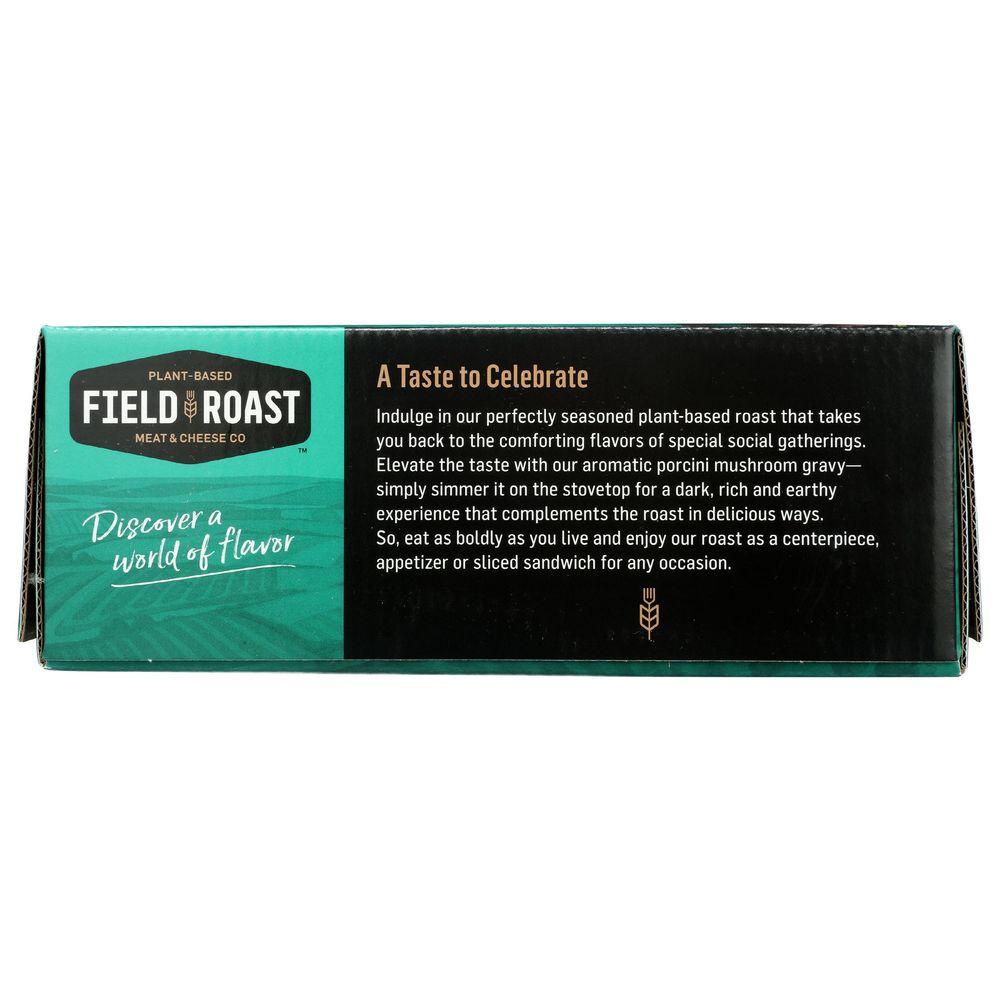 PLANT-BASED
FIELD ROAST
MEAT & CHEESE CO
TM
Discover a
world of flavor
A Taste to Celebrate
Indulge in our perfectly seasoned plant-based roast that takes
you back to the comforting flavors of special social gatherings.
Elevate the taste with our aromatic porcini mushroom gravy—
simply simmer it on the stovetop for a dark, rich and earthy
experience that complements the roast in delicious ways.
So, eat as boldly as you live and enjoy our roast as a centerpiece,
appetizer or sliced sandwich for any occasion.